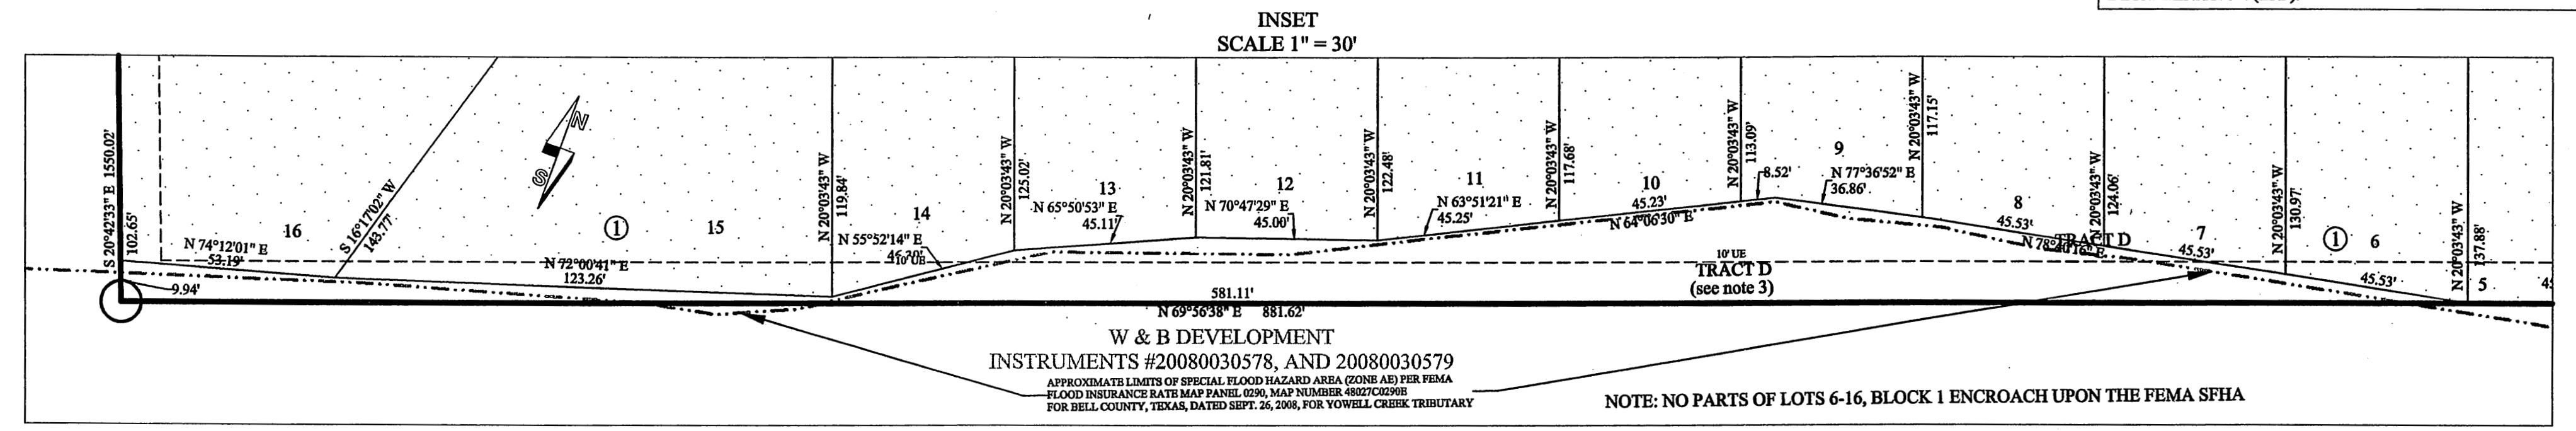 INSET
SCALE 1" = 30'
S 20°42'33" E 1550.02'
102.65'
9.94'
16
N 74°12'01" E
53.19'
S 16°17'02" W
143.77'
N
S
1
15
N 72°00'41" E
123.26'
N 20°03'43" W
119.84'
14
N 55°52'14" E
10' UE
N 20°03'43" W
125.02'
13
N 65°50'53" E
45.11'
N 20°03'43" W
121.81'
12
N 70°47'29" E
45.00'
N 20°03'43" W
122.48'
11
N 63°51'21" E
45.25'
N 20°03'43" W
117.68'
10
45.23'
N 64°06'30" E
N 20°03'43" W
113.09'
8.52'
9
N 77°36'52" E
36.86'
N 20°03'43" W
117.15'
8
45.53'
N 20°03'43" W
124.06'
TRACT D
7
45.53'
N 20°03'43" W
130.97'
1
6
45.53'
N 20°03'43" W
137.88'
5
10' UE
TRACT D
(see note 3)
581.11'
N 69°56'38" E 881.62'
W & B DEVELOPMENT
INSTRUMENTS #20080030578, AND 20080030579
APPROXIMATE LIMITS OF SPECIAL FLOOD HAZARD AREA (ZONE AE) PER FEMA
FLOOD INSURANCE RATE MAP PANEL 0290, MAP NUMBER 48027C0290E
FOR BELL COUNTY, TEXAS, DATED SEPT. 26, 2008, FOR YOWELL CREEK TRIBUTARY
NOTE: NO PARTS OF LOTS 6-16, BLOCK 1 ENCROACH UPON THE FEMA SFHA